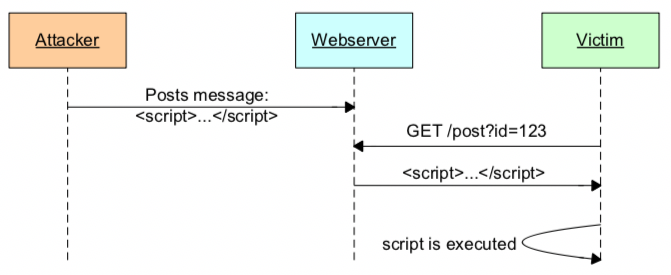 Attacker
Webserver
Victim
Posts message:
<script>...</script>
GET /post?id=123
<script>...</script>
script is executed